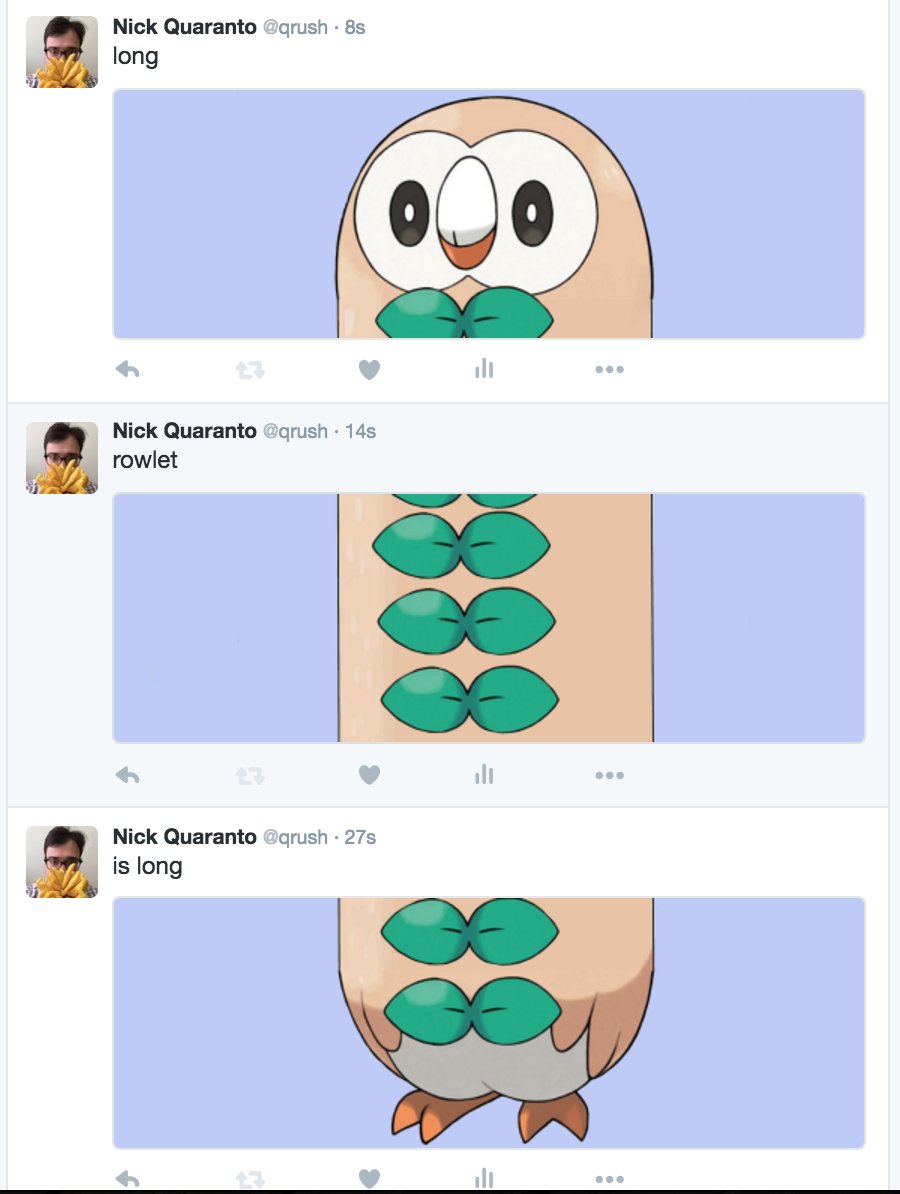 Nick Quaranto @qrush · 8s
long
Nick Quaranto @qrush · 14s
rowlet
Nick Quaranto @qrush · 27s
is long